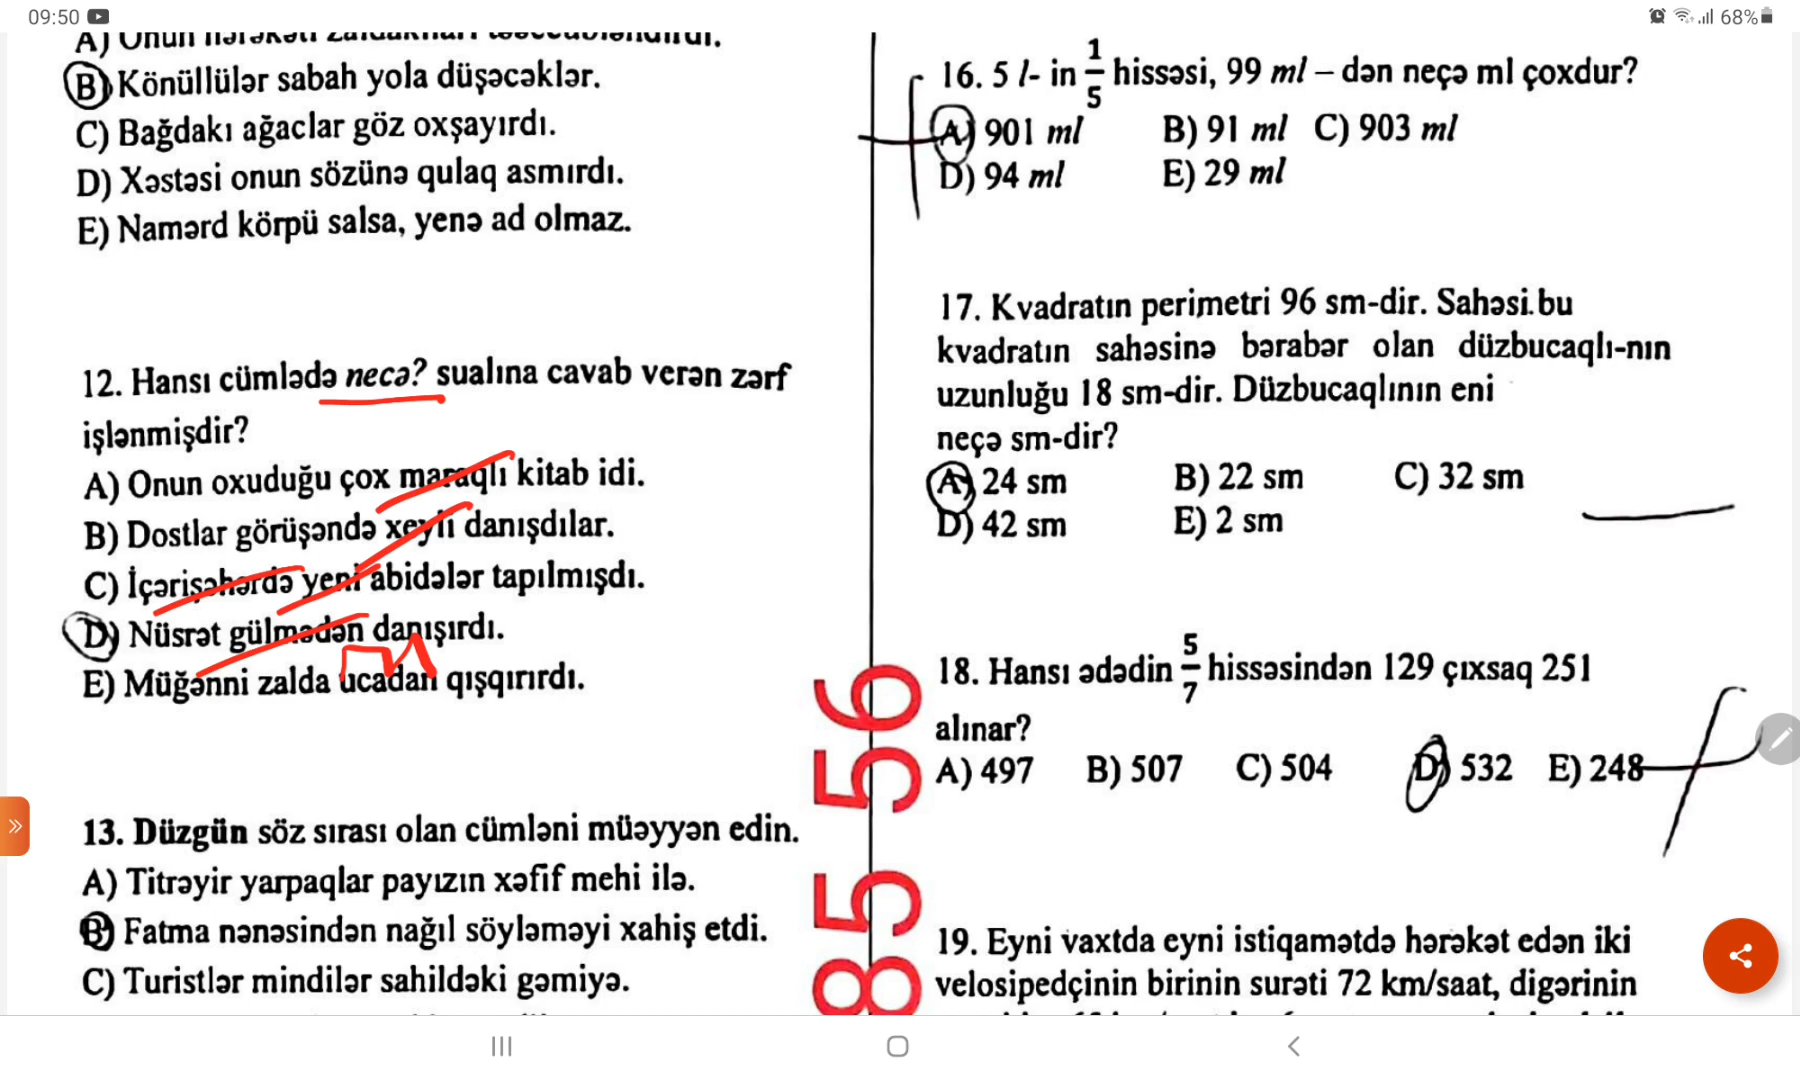 09:50
68%
B) Könüllülər sabah yola düşəcəklər.
C) Bağdakı ağaclar göz oxşayırdı.
D) Xəstəsi onun sözünə qulaq asmırdı.
E) Namərd körpü salsa, yenə ad olmaz.
12. Hansı cümlədə necə? sualına cavab verən zərf
işlənmişdir?
A) Onun oxuduğu çox maraqlı kitab idi.
B) Dostlar görüşəndə xeyli danışdılar.
C) İçərişəhərdə yeni abidələr tapılmışdı.
D) Nüsrət gülmədən danışırdı.
E) Müğənni zalda ucadan qışqırırdı.
13. Düzgün söz sırası olan cümləni müəyyən edin.
A) Titrəyir yarpaqlar payızın xəfif mehi ilə.
B) Fatma nənəsindən nağıl söyləməyi xahiş etdi.
C) Turistlər mindilər sahildəki gəmiyə.
85 56
16. 5 l- in 1/5 hissəsi, 99 ml – dən neçə ml çoxdur?
A) 901 ml B) 91 ml C) 903 ml
D) 94 ml E) 29 ml
17. Kvadratın perimetri 96 sm-dir. Sahəsi.bu
kvadratın sahəsinə bərabər olan düzbucaqlı-nın
uzunluğu 18 sm-dir. Düzbucaqlının eni
neçə sm-dir?
A) 24 sm B) 22 sm C) 32 sm
D) 42 sm E) 2 sm
18. Hansı ədədin 5/7 hissəsindən 129 çıxsaq 251
alınar?
A) 497 B) 507 C) 504 D) 532 E) 248
19. Eyni vaxtda eyni istiqamətdə hərəkət edən iki
velosipedçinin birinin surəti 72 km/saat, digərinin